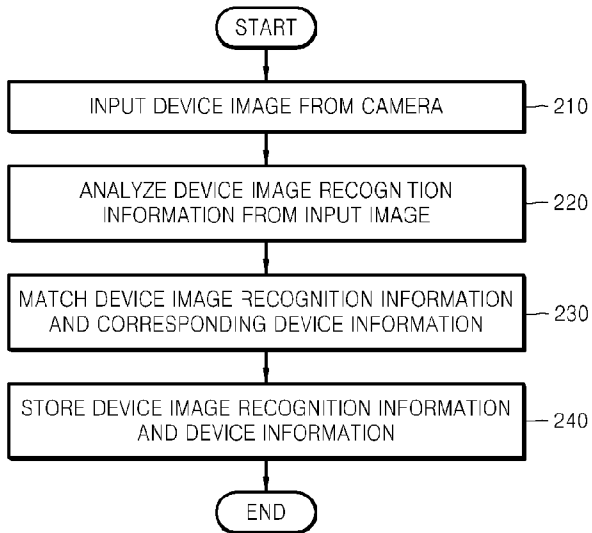 START
INPUT DEVICE IMAGE FROM CAMERA
210
ANALYZE DEVICE IMAGE RECOGNITION
INFORMATION FROM INPUT IMAGE
220
MATCH DEVICE IMAGE RECOGNITION INFORMATION
AND CORRESPONDING DEVICE INFORMATION
230
STORE DEVICE IMAGE RECOGNITION INFORMATION
AND DEVICE INFORMATION
240
END